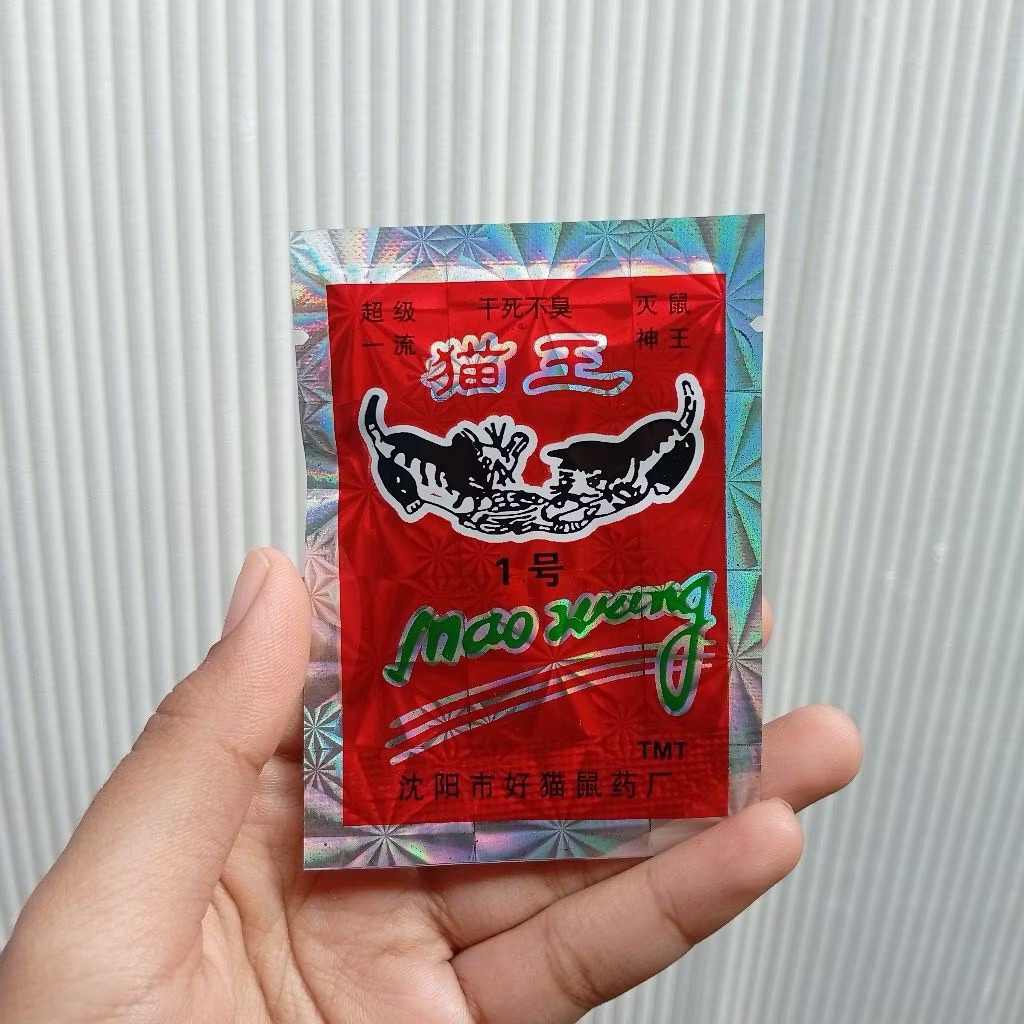 超级 干死不臭 灭鼠
一流 神王
猫王
1号
mao wang
TMT
沈阳市好猫鼠药厂